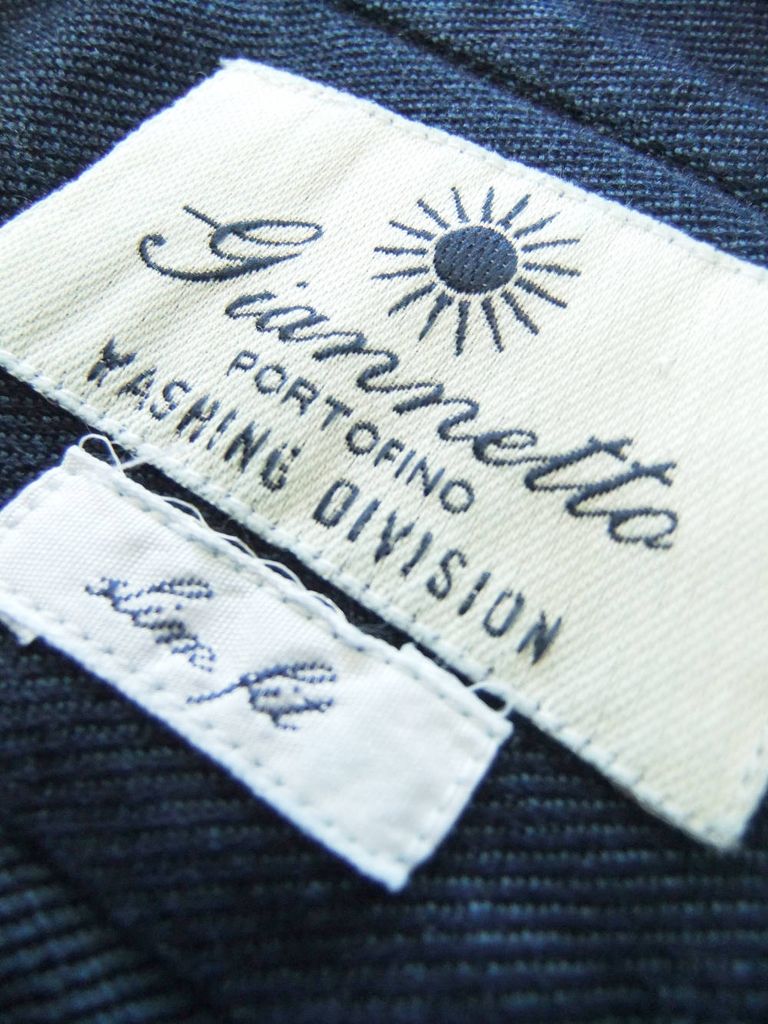 Giannetto
PORTOFINO
WASHING DIVISION
slim fit